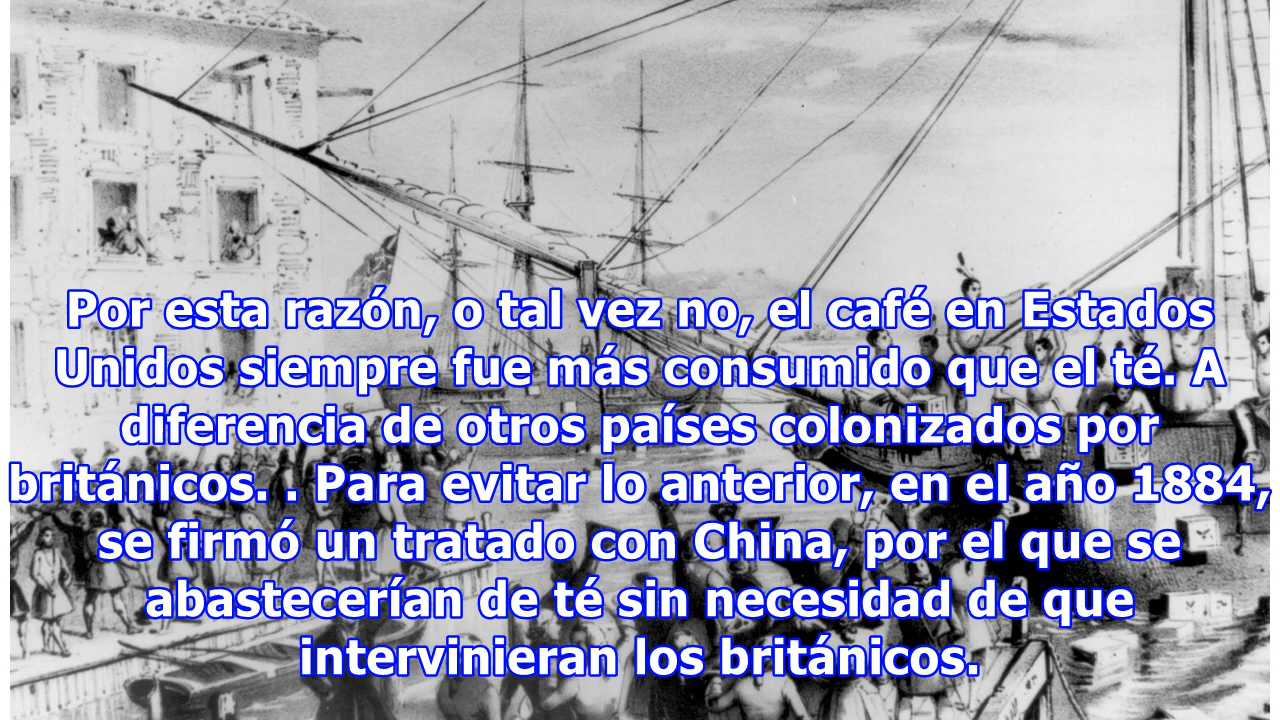 Por esta razón, o tal vez no, el café en Estados
Unidos siempre fue más consumido que el té. A
diferencia de otros países colonizados por
británicos. . Para evitar lo anterior, en el año 1884,
se firmó un tratado con China, por el que se
abastecerían de té sin necesidad de que
intervinieran los británicos.